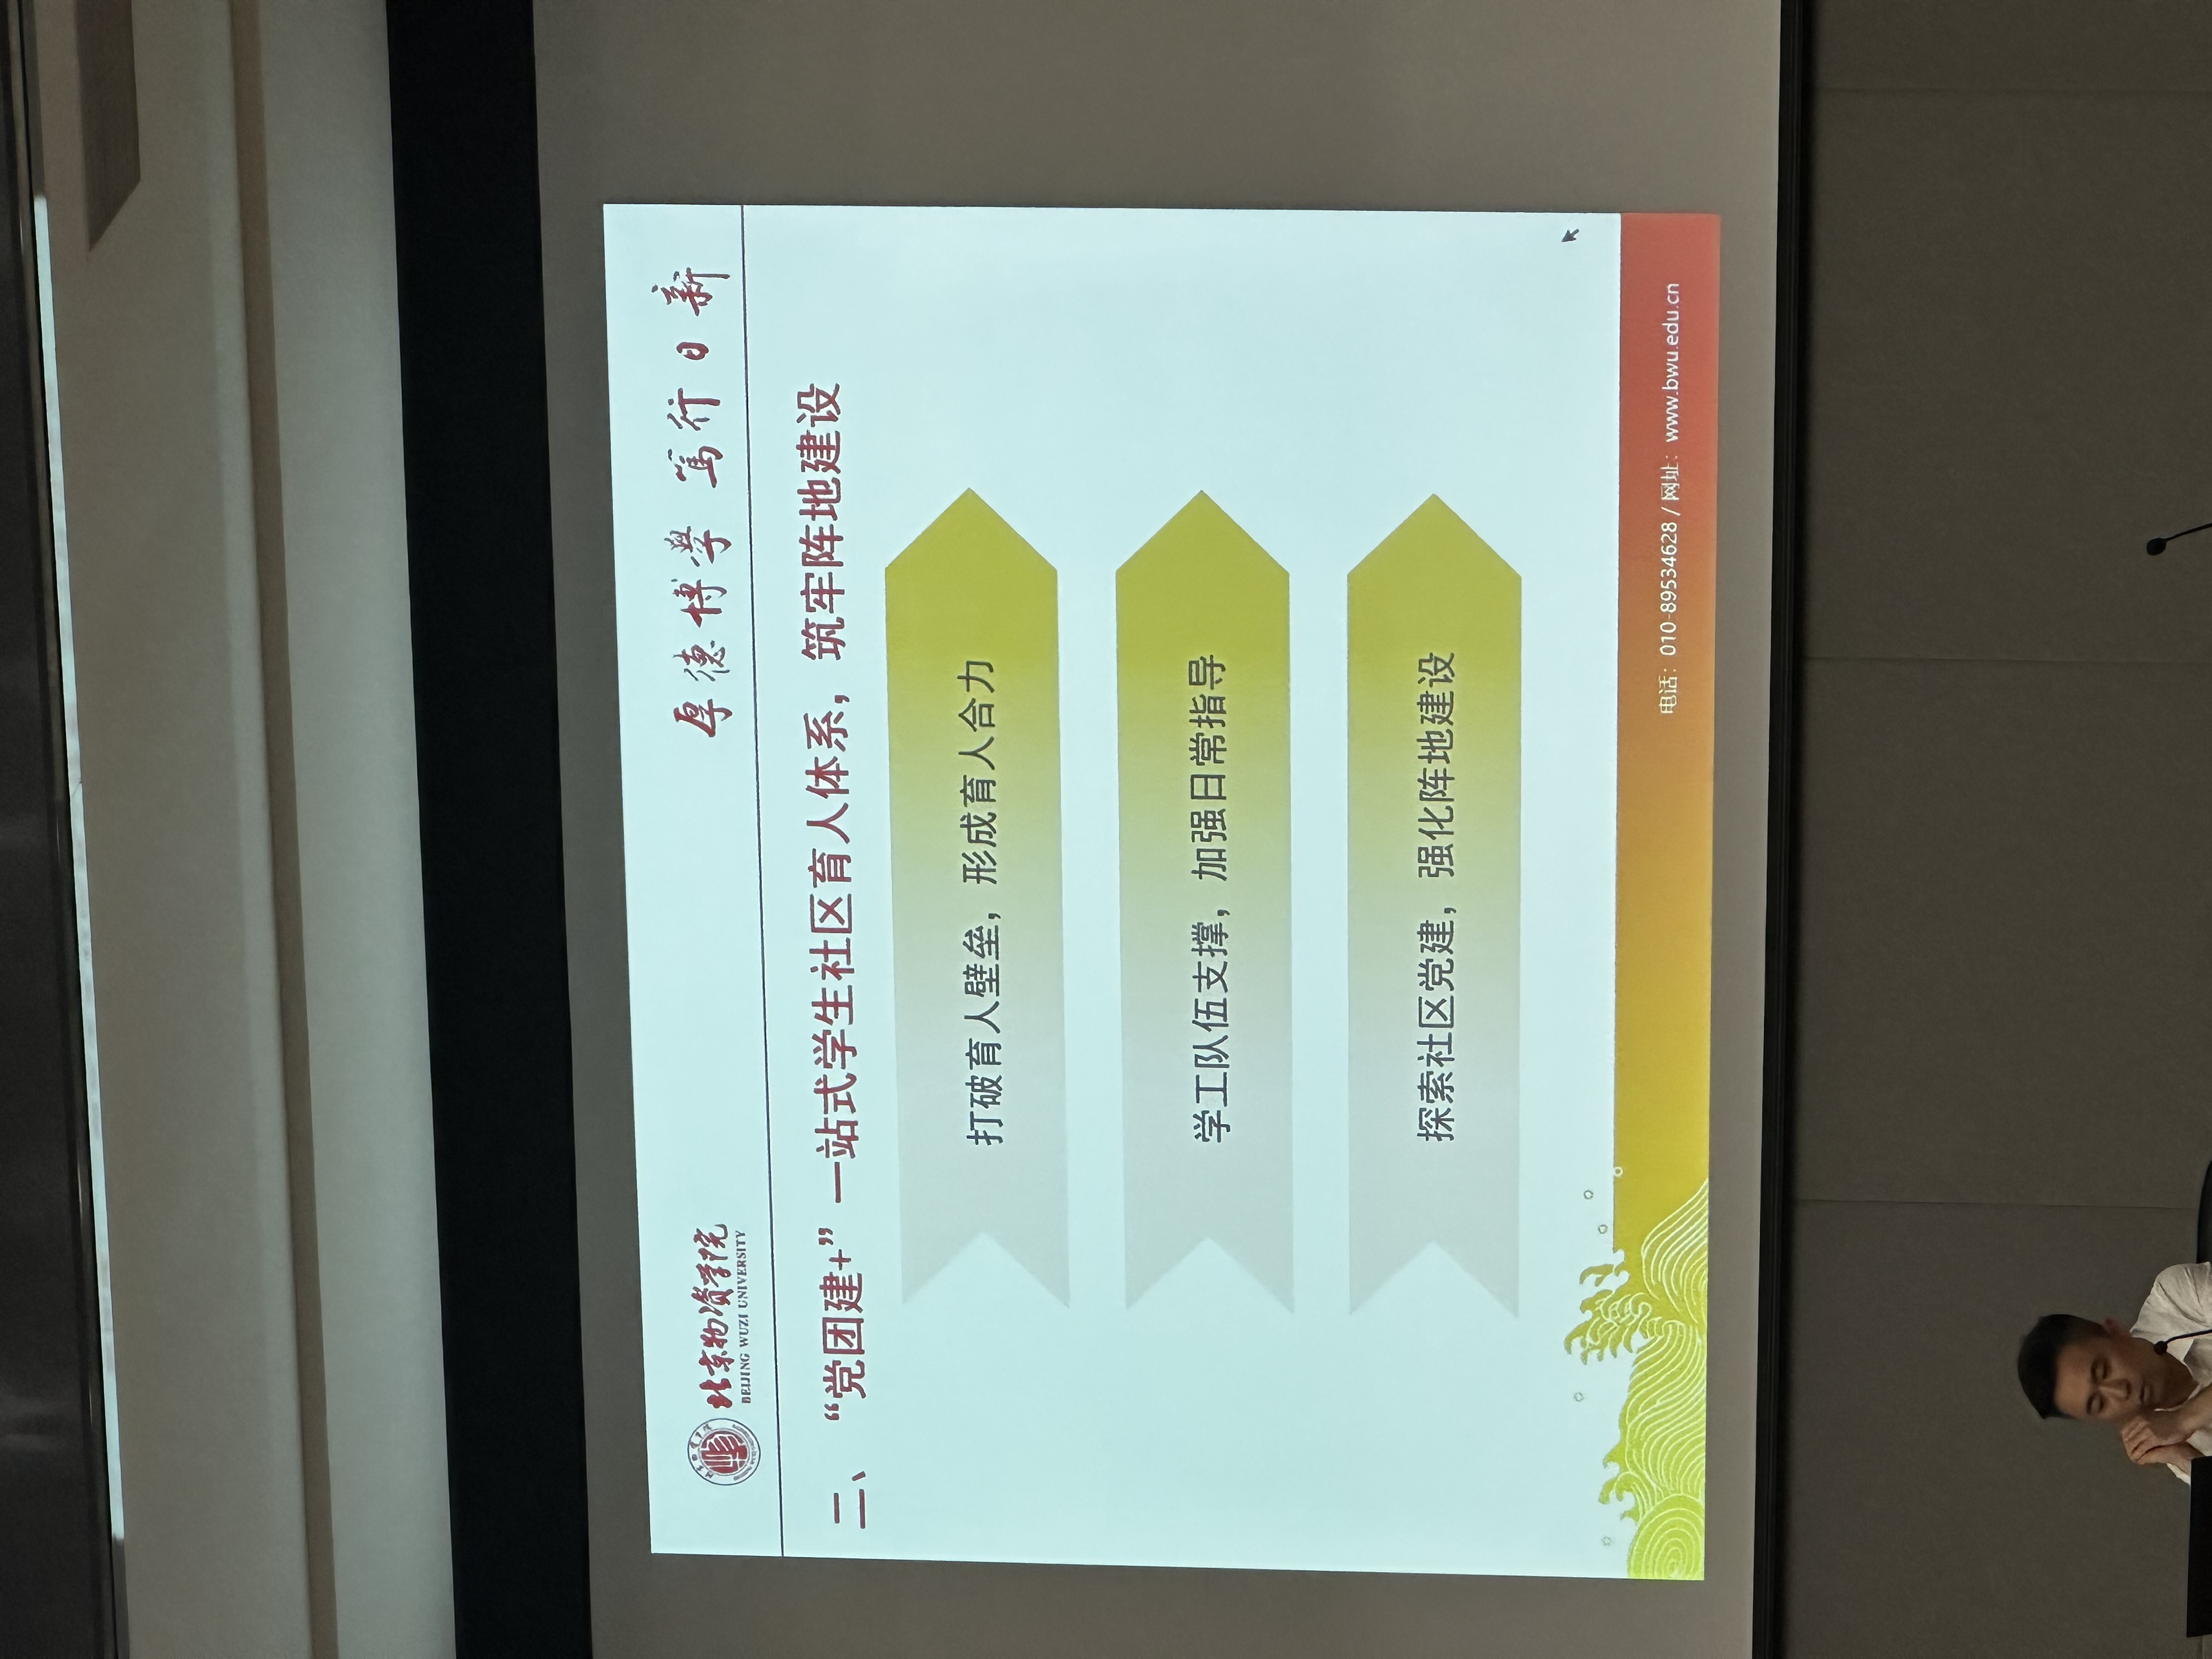 北京物资学院
BEIJING WUZI UNIVERSITY
厚德博學 篤行日新
二、“党团建+”一站式学生社区育人体系，筑牢阵地建设
打破育人壁垒，形成育人合力
学工队伍支撑，加强日常指导
探索社区党建，强化阵地建设
电话：010-89534628 / 网址：www.bwu.edu.cn